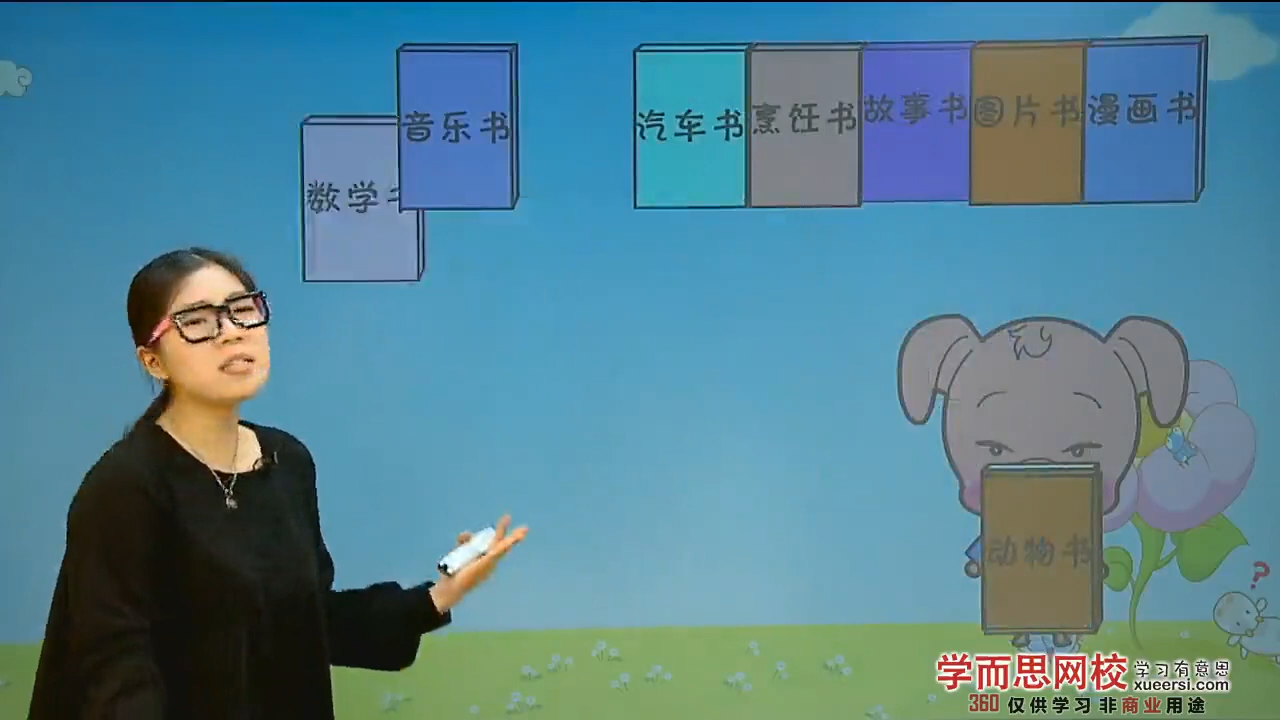 音乐书
数学书
汽车书
烹饪书
故事书
图片书
漫画书
动物书
?
学而思网校 学习有意思
xueersi.com
360 仅供学习 非商业用途